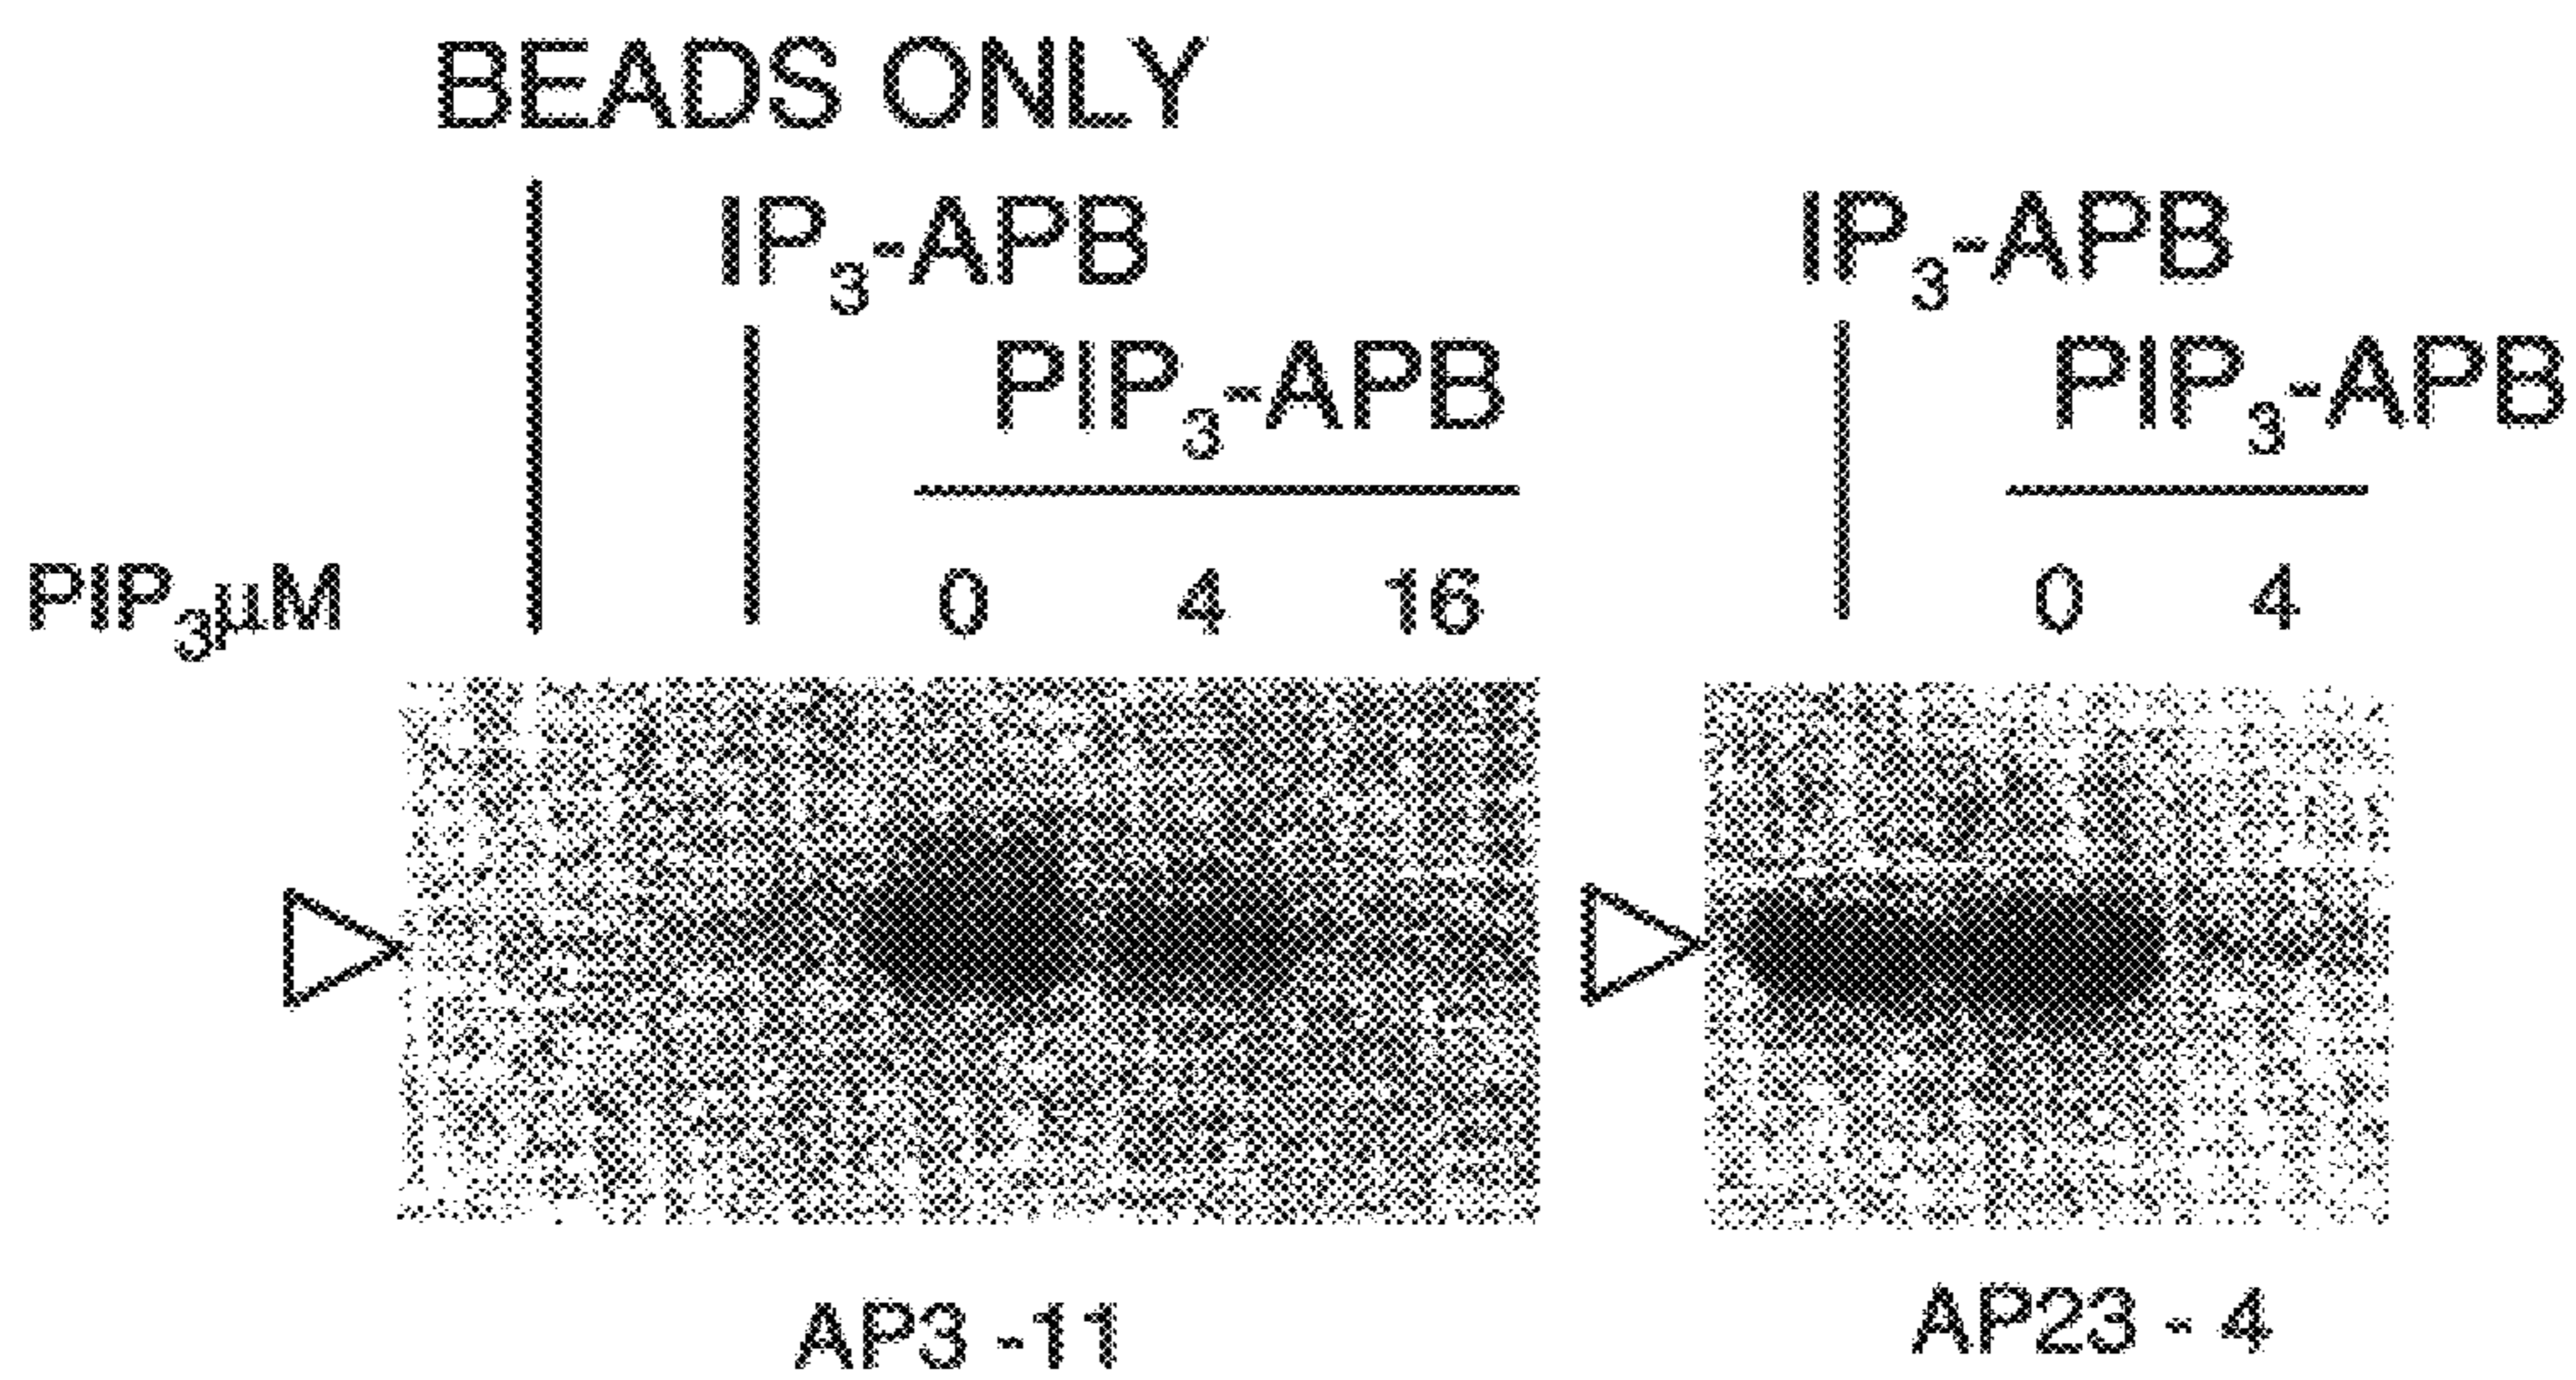 BEADS ONLY
IP3-APB IP3-APB
PIP3-APB PIP3-APB
PIP3μM 0 4 16 0 4
AP3 -11 AP23 - 4